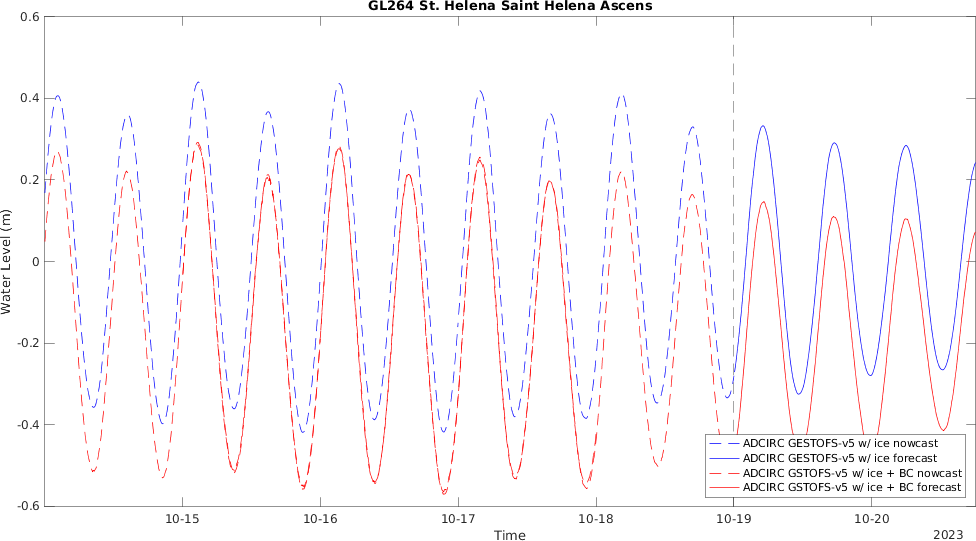 GL264 St. Helena Saint Helena Ascens
0.6
0.4
0.2
0
-0.2
-0.4
-0.6
Water Level (m)
10-15
10-16
10-17
10-18
10-19
10-20
Time
2023
ADCIRC GESTOFS-v5 w/ ice nowcast
ADCIRC GESTOFS-v5 w/ ice forecast
ADCIRC GSTOFS-v5 w/ ice + BC nowcast
ADCIRC GSTOFS-v5 w/ ice + BC forecast